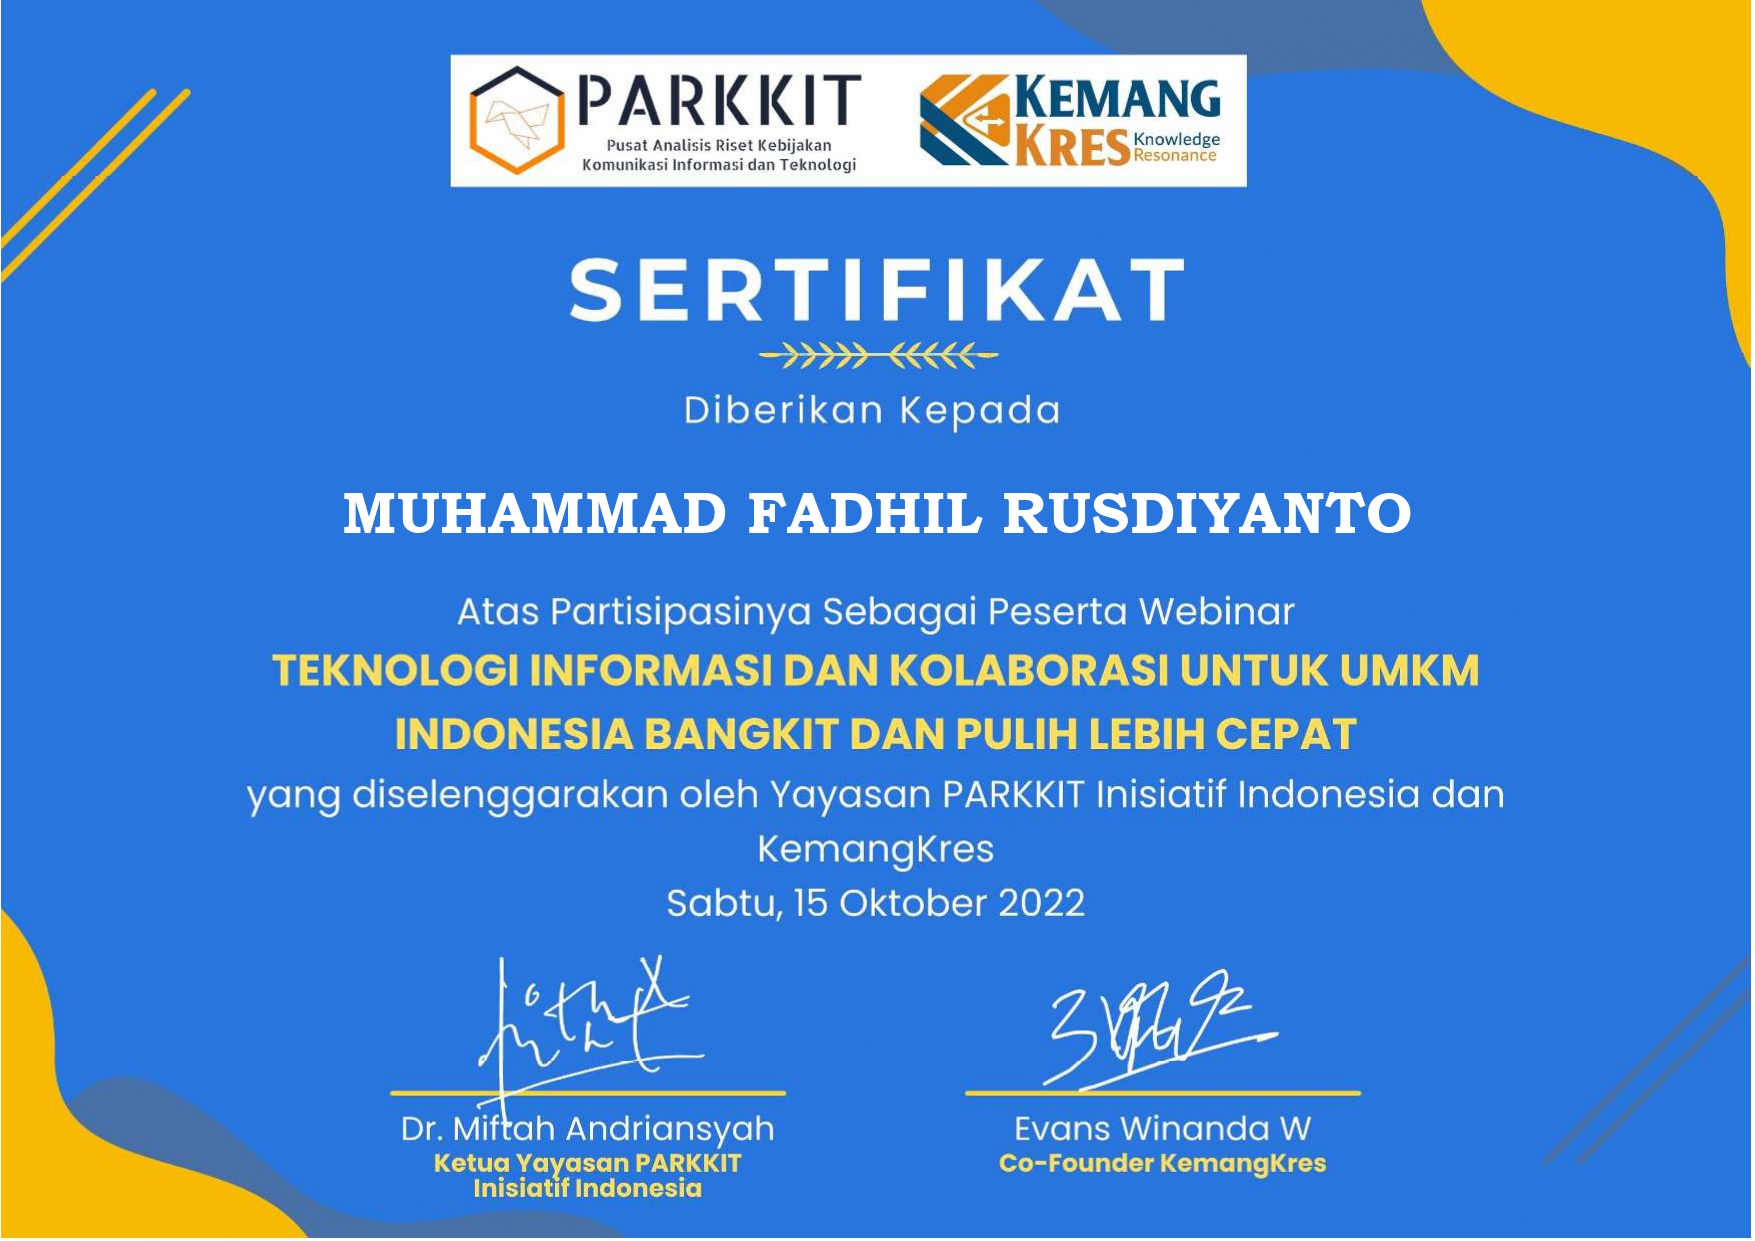 PARKKIT
Pusat Analisis Riset Kebijakan
Komunikasi Informasi dan Teknologi
KEMANG
KRES Knowledge
Resonance
SERTIFIKAT
Diberikan Kepada
MUHAMMAD FADHIL RUSDIYANTO
Atas Partisipasinya Sebagai Peserta Webinar
TEKNOLOGI INFORMASI DAN KOLABORASI UNTUK UMKM
INDONESIA BANGKIT DAN PULIH LEBIH CEPAT
yang diselenggarakan oleh Yayasan PARKKIT Inisiatif Indonesia dan
KemangKres
Sabtu, 15 Oktober 2022
Dr. Miftah Andriansyah
Ketua Yayasan PARKKIT
Inisiatif Indonesia
Evans Winanda W
Co-Founder KemangKres